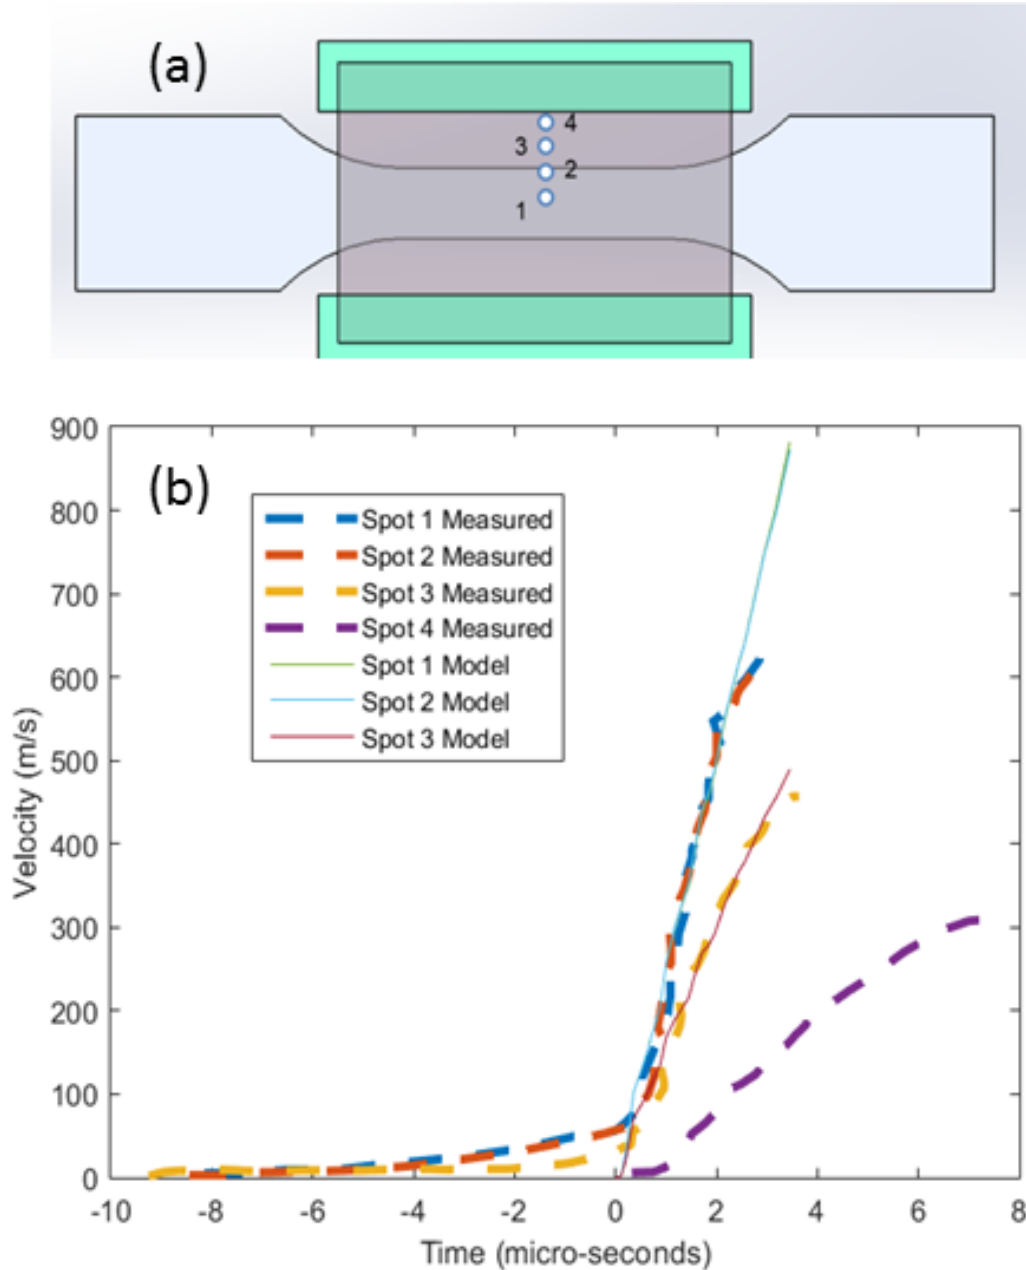 (a)
4
3
2
1
(b)
900
800
700
600
500
400
300
200
100
0
Velocity (m/s)
Spot 1 Measured
Spot 2 Measured
Spot 3 Measured
Spot 4 Measured
Spot 1 Model
Spot 2 Model
Spot 3 Model
-10 -8 -6 -4 -2 0 2 4 6 8
Time (micro-seconds)